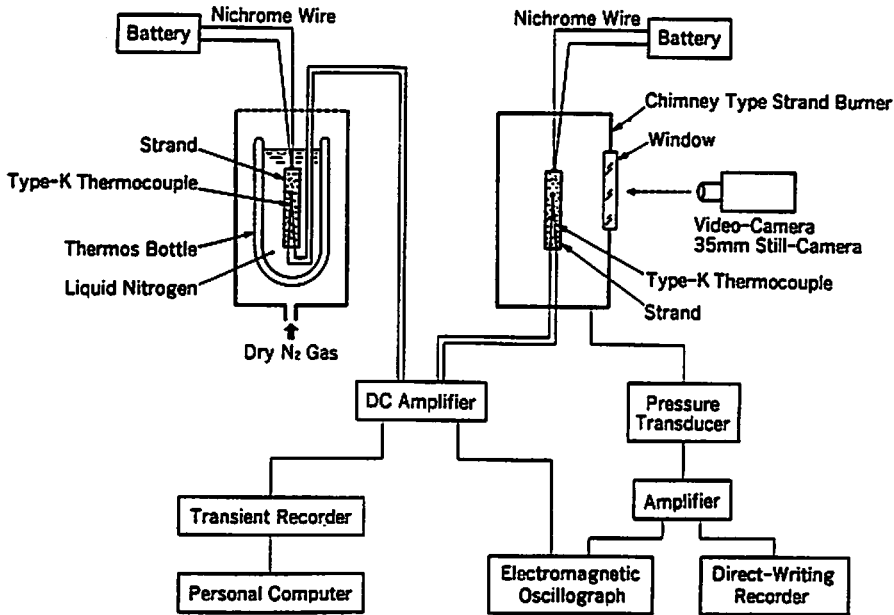 Nichrome Wire
Battery
Strand
Type-K Thermocouple
Thermos Bottle
Liquid Nitrogen
Dry N₂ Gas
Nichrome Wire
Battery
Chimney Type Strand Burner
Window
Video-Camera
35mm Still-Camera
Type-K Thermocouple
Strand
DC Amplifier
Pressure
Transducer
Transient Recorder
Amplifier
Personal Computer
Electromagnetic
Oscillograph
Direct-Writing
Recorder